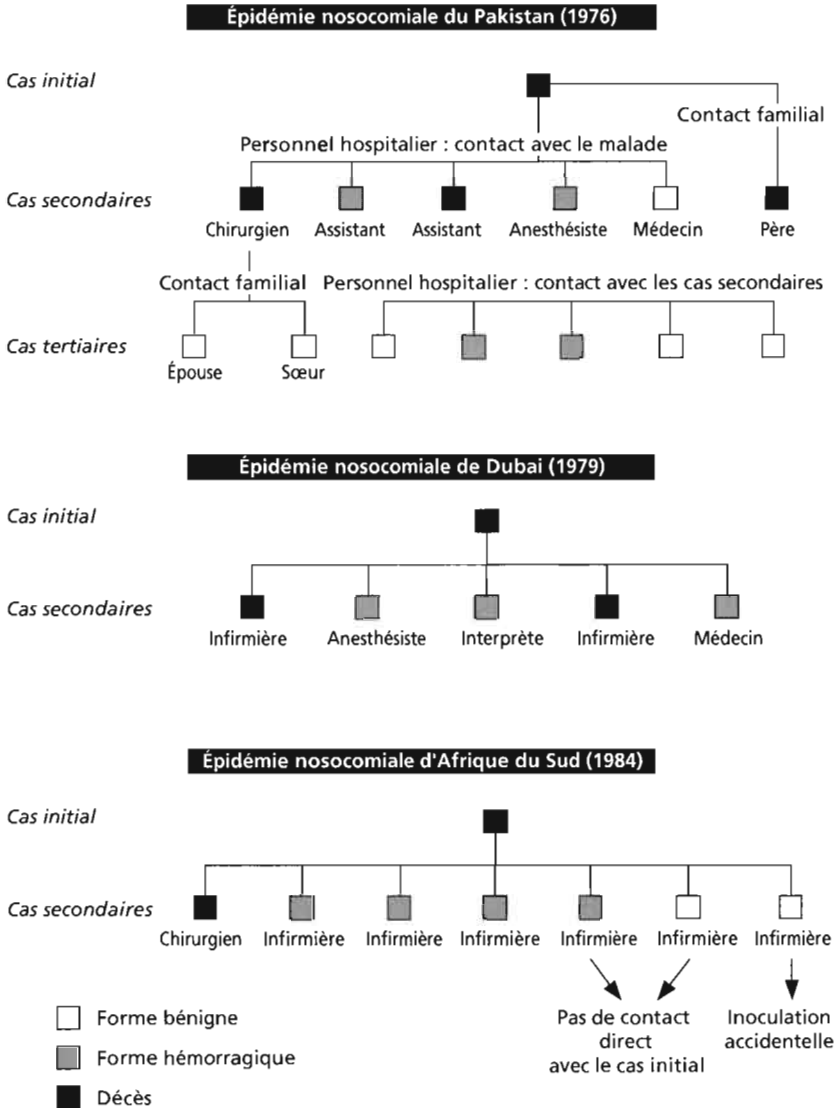 Épidémie nosocomiale du Pakistan (1976)
Cas initial
Contact familial
Personnel hospitalier : contact avec le malade
Cas secondaires
Chirurgien Assistant Assistant Anesthésiste Médecin Père
Contact familial Personnel hospitalier : contact avec les cas secondaires
Cas tertiaires
Épouse Sœur
Épidémie nosocomiale de Dubai (1979)
Cas initial
Cas secondaires
Infirmière Anesthésiste Interprète Infirmière Médecin
Épidémie nosocomiale d'Afrique du Sud (1984)
Cas initial
Cas secondaires
Chirurgien Infirmière Infirmière Infirmière Infirmière Infirmière Infirmière
Forme bénigne
Forme hémorragique
Décès
Pas de contact
direct
avec le cas initial
Inoculation
accidentelle